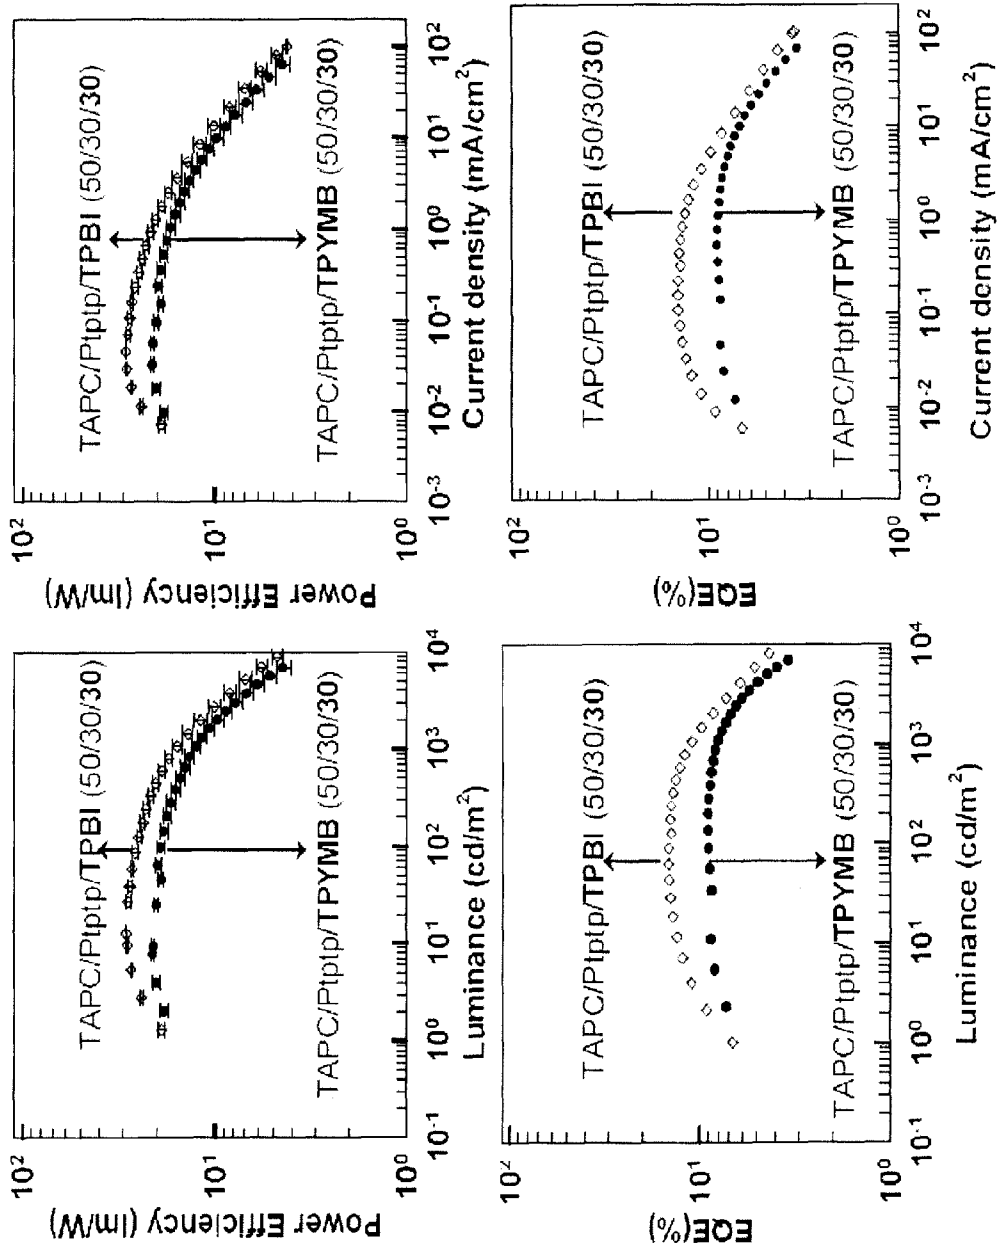 Power Efficiency (lm/W)
10²
10¹
10⁰
TAPC/Ptptp/TPBI (50/30/30)
TAPC/Ptptp/TPYMB (50/30/30)
10⁻¹
10⁰
10¹
10²
10³
10⁴
Luminance (cd/m²)
Power Efficiency (lm/W)
10²
10¹
10⁰
TAPC/Ptptp/TPBI (50/30/30)
TAPC/Ptptp/TPYMB (50/30/30)
10⁻³
10⁻²
10⁻¹
10⁰
10¹
10²
Current density (mA/cm²)
EQE(%)
10²
10¹
10⁰
TAPC/Ptptp/TPBI (50/30/30)
TAPC/Ptptp/TPYMB (50/30/30)
10⁻¹
10⁰
10¹
10²
10³
10⁴
Luminance (cd/m²)
EQE(%)
10²
10¹
10⁰
TAPC/Ptptp/TPBI (50/30/30)
TAPC/Ptptp/TPYMB (50/30/30)
10⁻³
10⁻²
10⁻¹
10⁰
10¹
10²
Current density (mA/cm²)